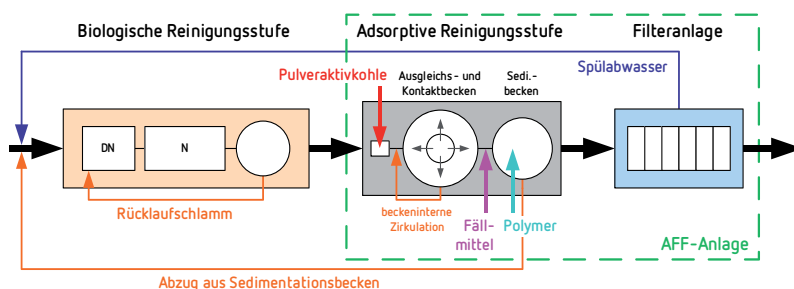 Biologische Reinigungsstufe
Adsorptive Reinigungsstufe
Filteranlage
Spülabwasser
Pulveraktivkohle
Ausgleichs- und
Kontaktbecken
Sedi.-
becken
DN
N
Rücklaufschlamm
beckeninterne
Zirkulation
Fäll-
mittel
Polymer
AFF-Anlage
Abzug aus Sedimentationsbecken